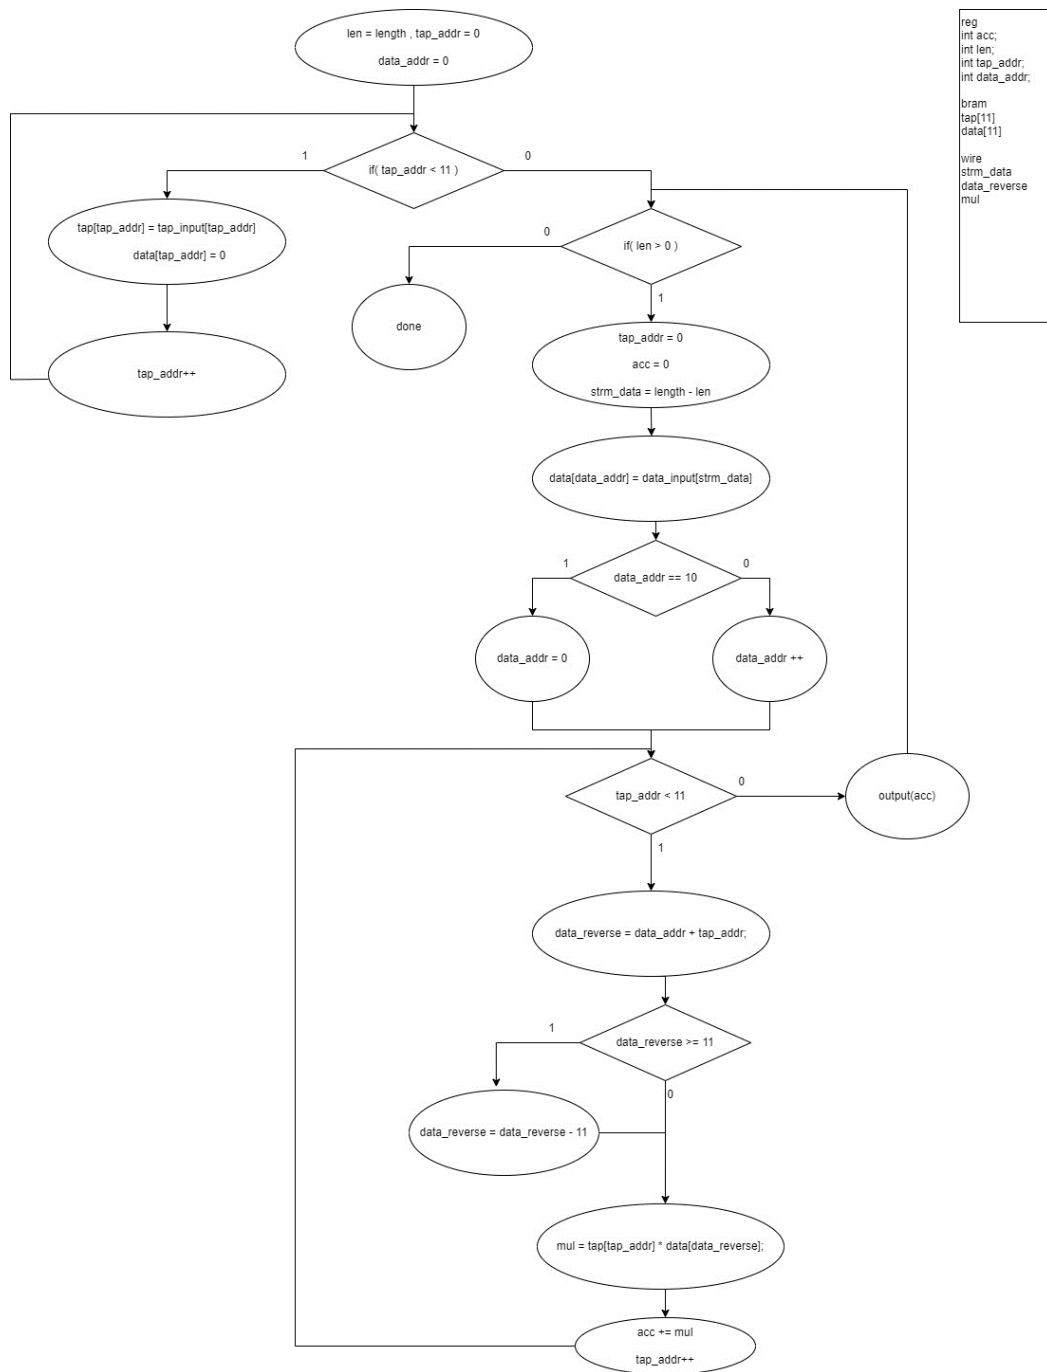 len = length , tap_addr = 0
data_addr = 0
reg
int acc;
int len;
int tap_addr;
int data_addr;
bram
tap[11]
data[11]
wire
strm_data
data_reverse
mul
1
if( tap_addr < 11 )
0
tap[tap_addr] = tap_input[tap_addr]
data[tap_addr] = 0
tap_addr++
0
if( len > 0 )
1
done
tap_addr = 0
acc = 0
strm_data = length - len
data[data_addr] = data_input[strm_data]
1
data_addr == 10
0
data_addr = 0
data_addr ++
tap_addr < 11
0
output(acc)
1
data_reverse = data_addr + tap_addr;
1
data_reverse >= 11
0
data_reverse = data_reverse - 11
mul = tap[tap_addr] * data[data_reverse];
acc += mul
tap_addr++